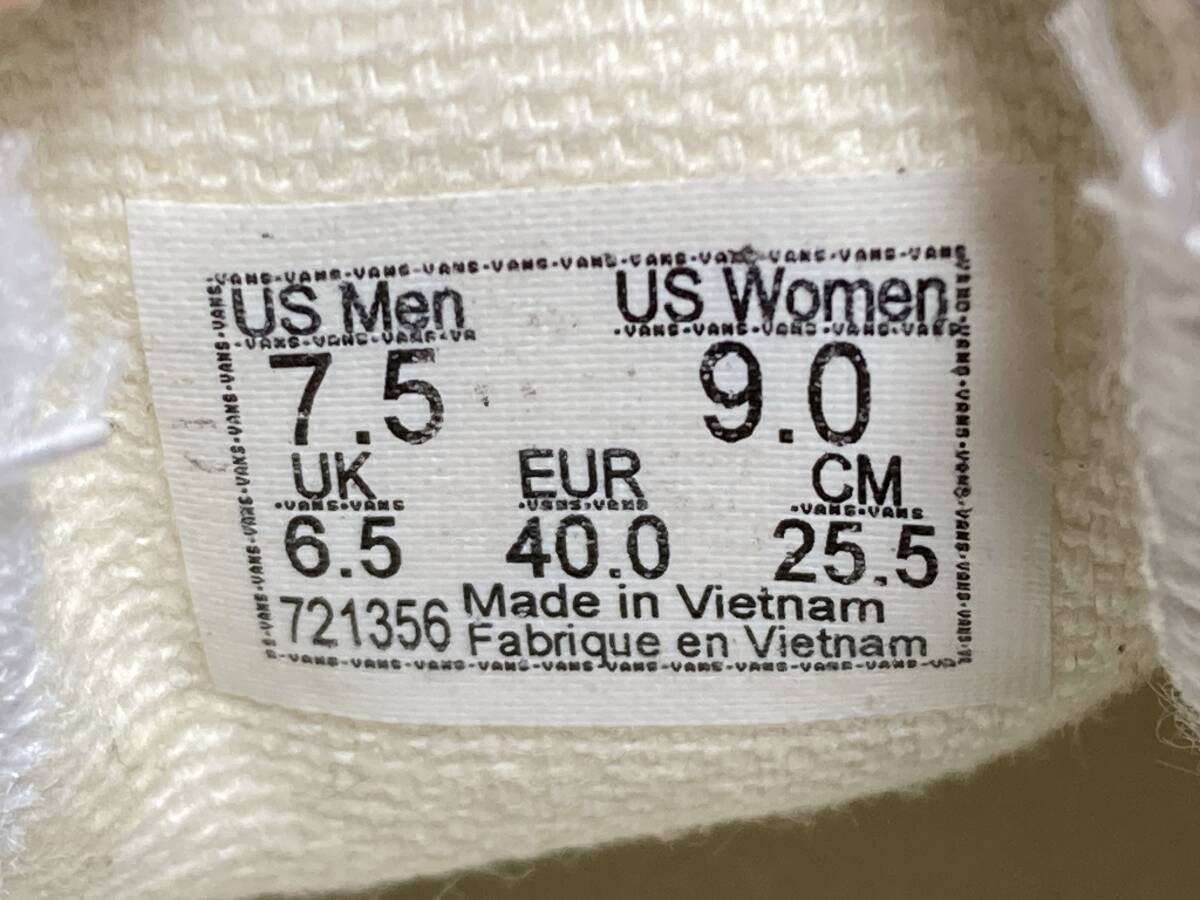 US Men US Women
7.5 9.0
UK EUR CM
6.5 40.0 25.5
721356 Made in Vietnam
Fabrique en Vietnam